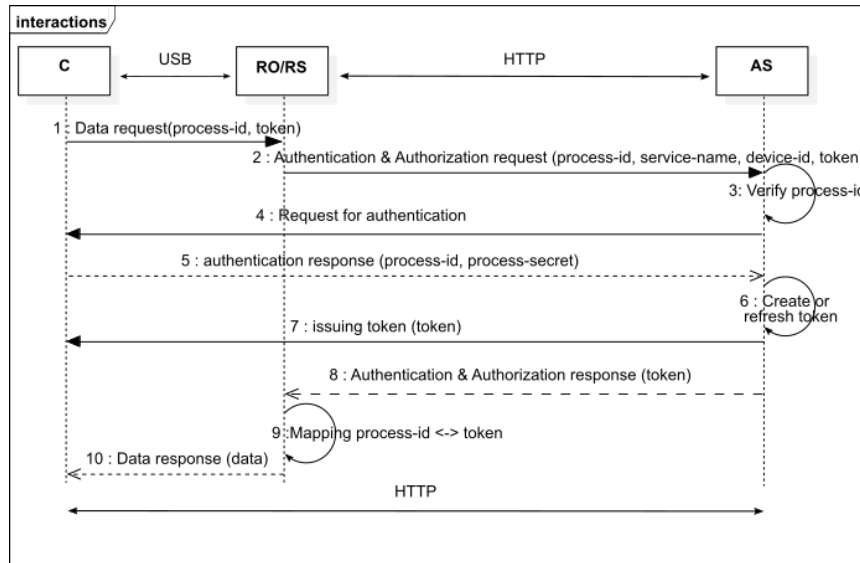 interactions
C
USB
RO/RS
HTTP
AS
1 : Data request(process-id, token)
2 : Authentication & Authorization request (process-id, service-name, device-id, token
3: Verify process-id
4 : Request for authentication
5 : authentication response (process-id, process-secret)
6 : Create or
refresh token
7 : issuing token (token)
8 : Authentication & Authorization response (token)
9 :Mapping process-id <-> token
10 : Data response (data)
HTTP